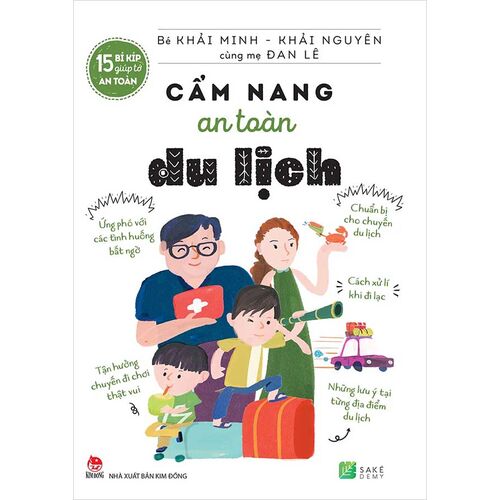 Bé KHẢI MINH - KHẢI NGUYÊN
cùng mẹ ĐAN LÊ
15 BÍ KÍP
giúp tớ
AN TOÀN
CẨM NANG
an toàn
du lịch
Ứng phó với
các tình huống
bất ngờ
Chuẩn bị
cho chuyến
du lịch
Cách xử lí
khi đi lạc
Tận hưởng
chuyến đi chơi
thật vui
Những lưu ý tại
từng địa điểm
du lịch
KIM ĐỒNG
NHÀ XUẤT BẢN KIM ĐỒNG
SAKÉ
DEMY